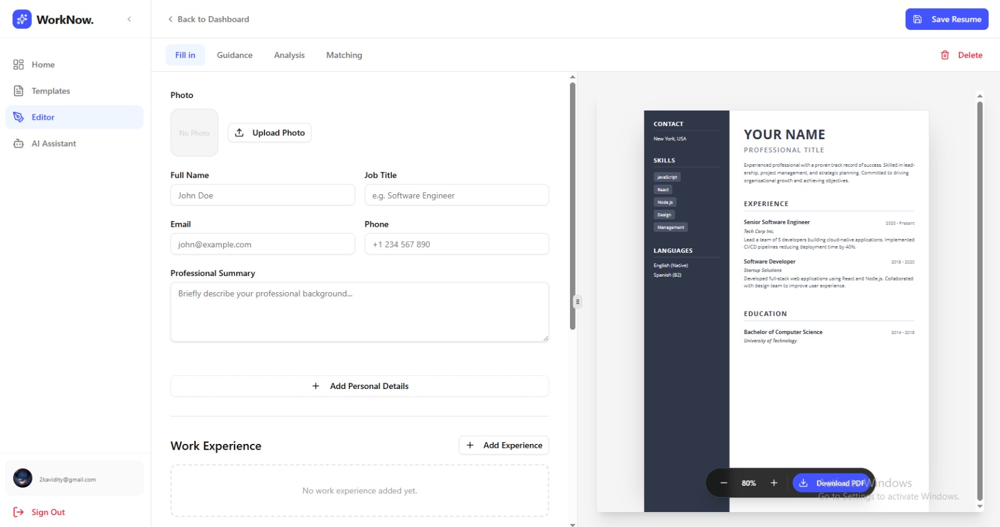 WorkNow.
Back to Dashboard
Save Resume
Home
Templates
Editor
AI Assistant
2kavidity@gmail.com
Sign Out
Fill in
Guidance
Analysis
Matching
Delete
Photo
No Photo
Upload Photo
Full Name
Job Title
John Doe
e.g. Software Engineer
Email
Phone
john@example.com
+1 234 567 890
Professional Summary
Briefly describe your professional background...
Add Personal Details
Work Experience
Add Experience
No work experience added yet.
CONTACT
New York, USA
SKILLS
JavaScript
React
Node.js
Design
Management
LANGUAGES
English (Native)
Spanish (B2)
YOUR NAME
PROFESSIONAL TITLE
Experienced professional with a proven track record of success. Skilled in lead-
ership, project management, and strategic planning. Committed to driving
organizational growth and achieving objectives.
EXPERIENCE
Senior Software Engineer
2020 - Present
Tech Corp Inc.
Lead a team of 5 developers building cloud-native applications. Implemented
CI/CD pipelines reducing deployment time by 40%.
Software Developer
2018 - 2020
Startup Solutions
Developed full-stack web applications using React and Node.js. Collaborated
with design team to improve user experience.
EDUCATION
Bachelor of Computer Science
2014 - 2018
University of Technology
80%
Download PDF
Activate Windows
Go to Settings to activate Windows.